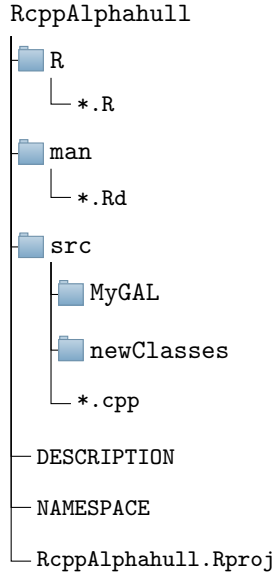 RcppAlphahull
R
*.R
man
*.Rd
src
MyGAL
newClasses
*.cpp
DESCRIPTION
NAMESPACE
RcppAlphahull.Rproj